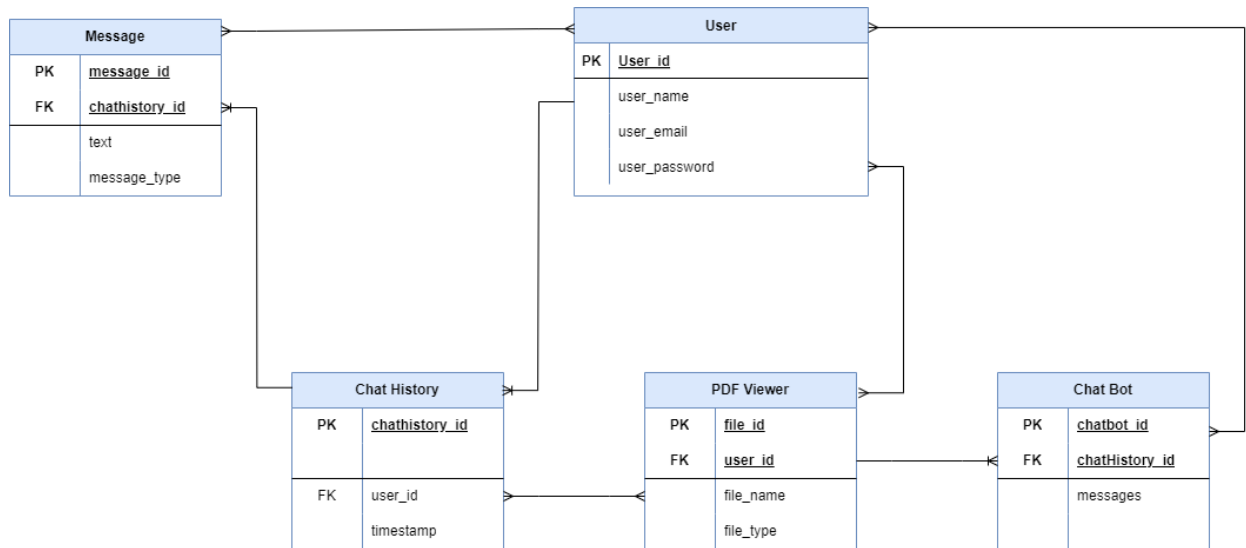 Message
PK message_id
FK chathistory_id
text
message_type
User
PK User_id
user_name
user_email
user_password
Chat History
PK chathistory_id
FK user_id
timestamp
PDF Viewer
PK file_id
FK user_id
file_name
file_type
Chat Bot
PK chatbot_id
FK chatHistory_id
messages